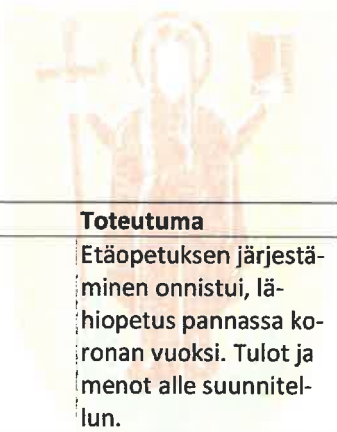 Toteutuma
Etäopetuksen järjestä-
minen onnistui, lä-
hiopetus pannassa ko-
ronan vuoksi. Tulot ja
menot alle suunnitel-
lun.